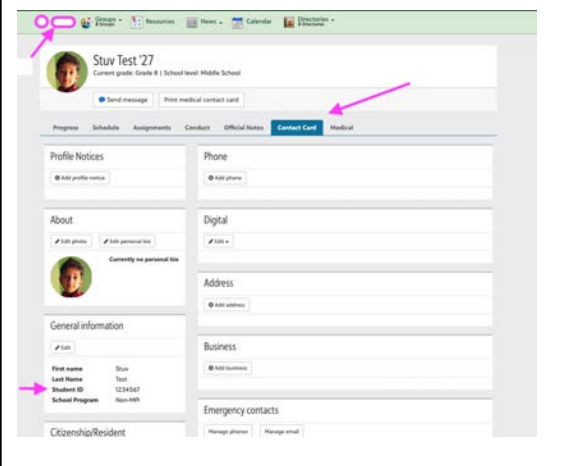 Groups
8 Groups
Resources
News
Calendar
Directories
8 Directories
Stuv Test '27
Current grade: Grade 8 | School level: Middle School
Send message Print medical contact card
Progress Schedule Assignments Conduct Official Notes Contact Card Medical
Profile Notices
Add profile notice
About
Edit photo Edit personal bio
Currently no personal bio
General information
Edit
First name Stuv
Last Name Test
Student ID 1234567
School Program Non-MPI
Citizenship/Resident
Phone
Add phone
Digital
Edit
Address
Add address
Business
Add business
Emergency contacts
Manage phones Manage email